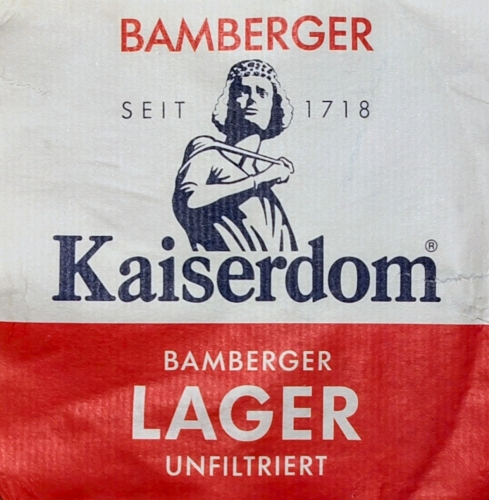 BAMBERGER
SEIT 1718
Kaiserdom®
BAMBERGER
LAGER
UNFILTRIERT